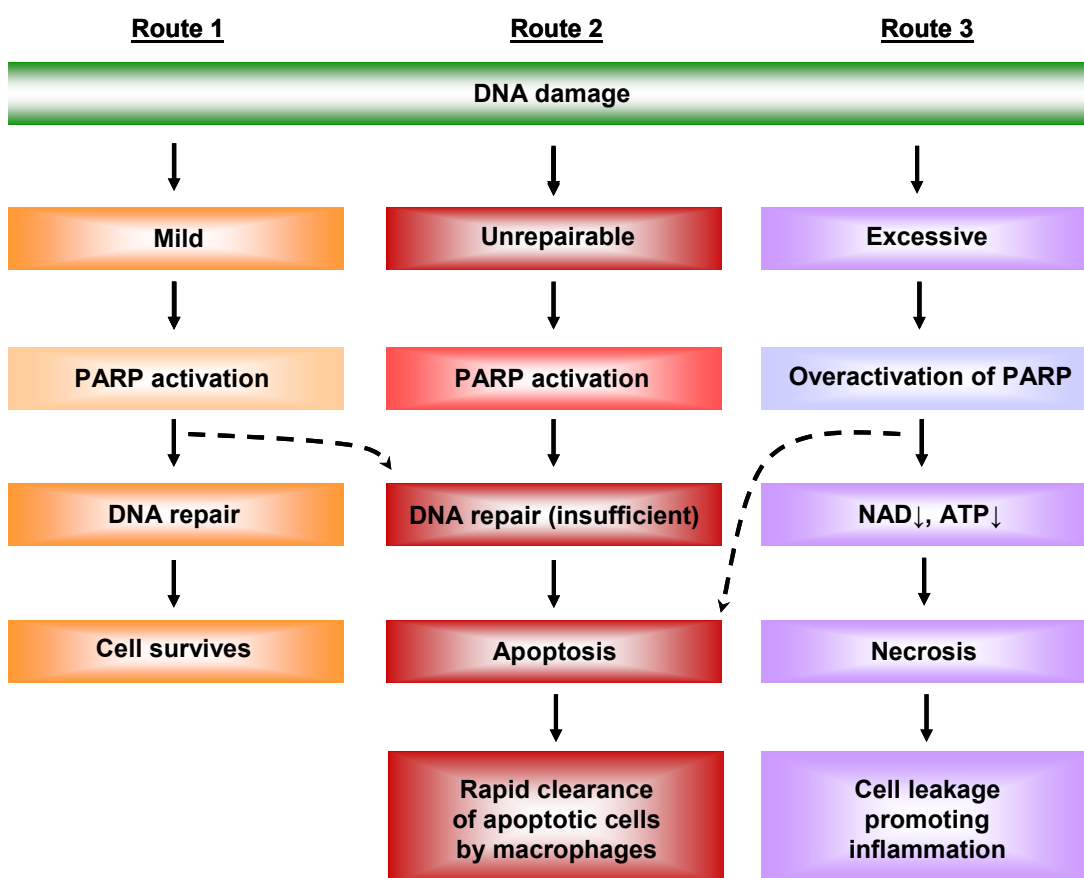 Route 1
Route 2
Route 3
DNA damage
Mild
Unrepairable
Excessive
PARP activation
PARP activation
Overactivation of PARP
DNA repair
DNA repair (insufficient)
NAD↓, ATP↓
Cell survives
Apoptosis
Necrosis
Rapid clearance
of apoptotic cells
by macrophages
Cell leakage
promoting
inflammation